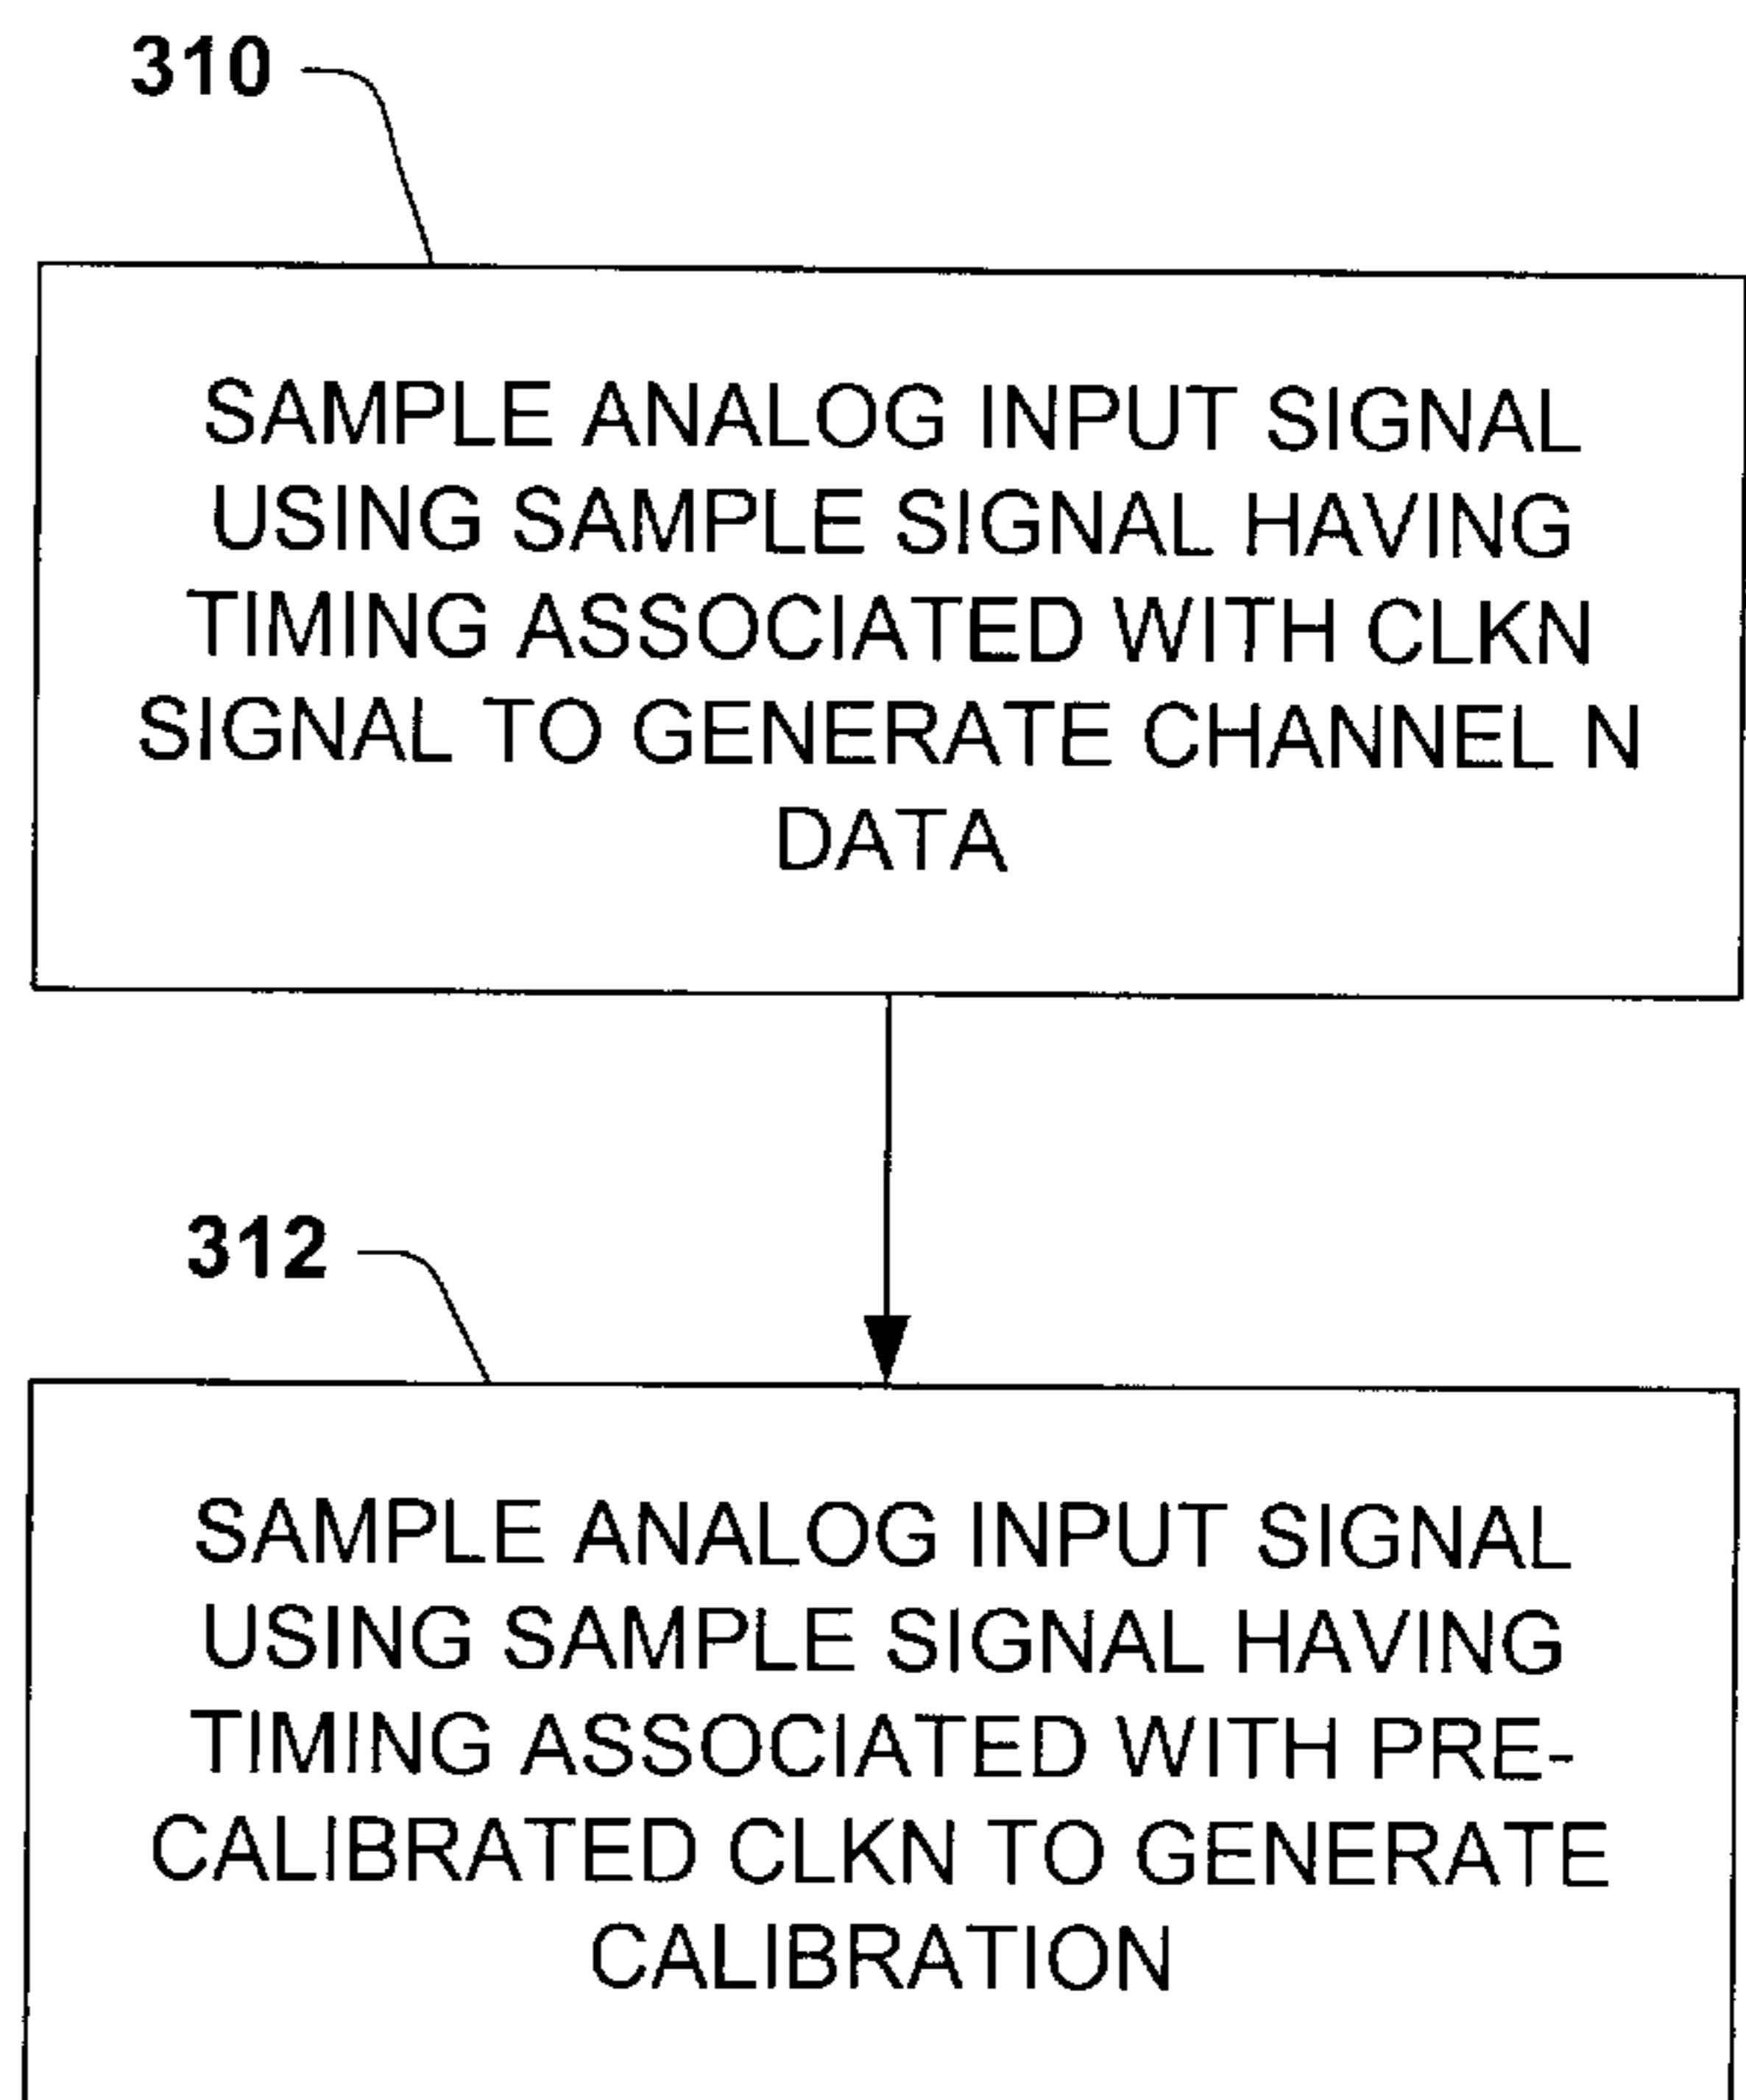 310
SAMPLE ANALOG INPUT SIGNAL
USING SAMPLE SIGNAL HAVING
TIMING ASSOCIATED WITH CLKN
SIGNAL TO GENERATE CHANNEL N
DATA
312
SAMPLE ANALOG INPUT SIGNAL
USING SAMPLE SIGNAL HAVING
TIMING ASSOCIATED WITH PRE-
CALIBRATED CLKN TO GENERATE
CALIBRATION